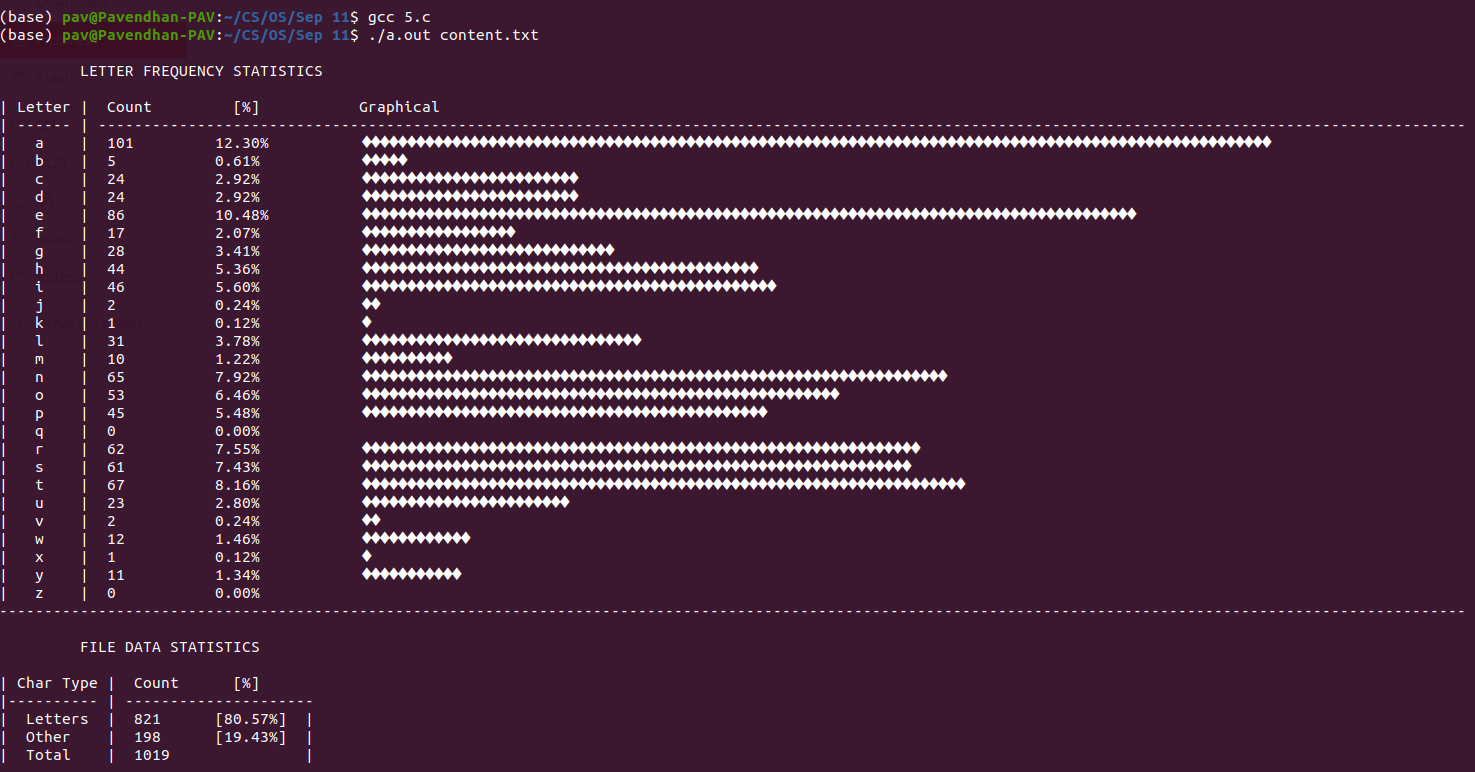 (base) pav@Pavendhan-PAV:~/CS/OS/Sep 11$ gcc 5.c
(base) pav@Pavendhan-PAV:~/CS/OS/Sep 11$ ./a.out content.txt
LETTER FREQUENCY STATISTICS
| Letter | Count [%] Graphical
| a | 101 12.30%
| b | 5 0.61%
| c | 24 2.92%
| d | 24 2.92%
| e | 86 10.48%
| f | 17 2.07%
| g | 28 3.41%
| h | 44 5.36%
| i | 46 5.60%
| j | 2 0.24%
| k | 1 0.12%
| l | 31 3.78%
| m | 10 1.22%
| n | 65 7.92%
| o | 53 6.46%
| p | 45 5.48%
| q | 0 0.00%
| r | 62 7.55%
| s | 61 7.43%
| t | 67 8.16%
| u | 23 2.80%
| v | 2 0.24%
| w | 12 1.46%
| x | 1 0.12%
| y | 11 1.34%
| z | 0 0.00%
FILE DATA STATISTICS
| Char Type | Count [%]
| Letters | 821 [80.57%] |
| Other | 198 [19.43%] |
| Total | 1019 |